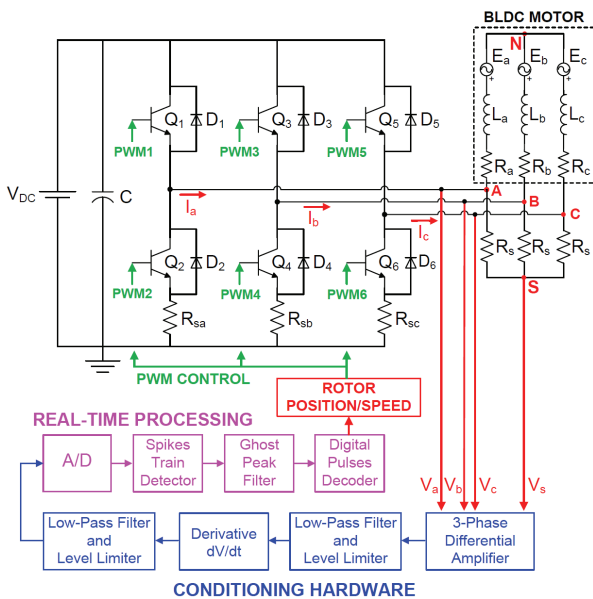 BLDC MOTOR
N
Ea
Eb
Ec
La
Lb
Lc
Ra
Rb
Rc
Q1
D1
Q3
D3
Q5
D5
PWM1
PWM3
PWM5
VDC
C
A
B
C
Ia
Ib
Ic
Q2
D2
Q4
D4
Q6
D6
Rs
Rs
Rs
PWM2
PWM4
PWM6
S
Rsa
Rsb
Rsc
PWM CONTROL
ROTOR
POSITION/SPEED
REAL-TIME PROCESSING
A/D
Spikes
Train
Detector
Ghost
Peak
Filter
Digital
Pulses
Decoder
Va
Vb
Vc
Vs
Low-Pass Filter
and
Level Limiter
Derivative
dV/dt
Low-Pass Filter
and
Level Limiter
3-Phase
Differential
Amplifier
CONDITIONING HARDWARE